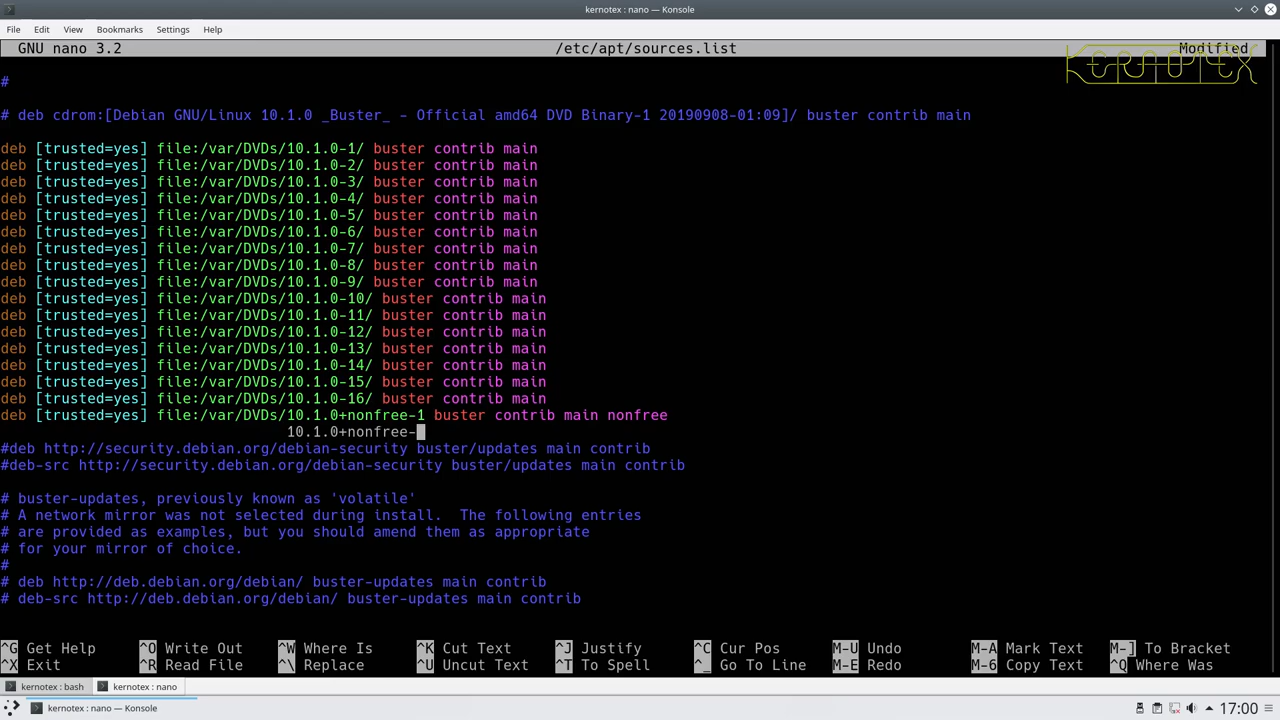 kernotex : nano — Konsole
File Edit View Bookmarks Settings Help
GNU nano 3.2 /etc/apt/sources.list Modified
KERNOTEX
#
# deb cdrom:[Debian GNU/Linux 10.1.0 _Buster_ - Official amd64 DVD Binary-1 20190908-01:09]/ buster contrib main
deb [trusted=yes] file:/var/DVDs/10.1.0-1/ buster contrib main
deb [trusted=yes] file:/var/DVDs/10.1.0-2/ buster contrib main
deb [trusted=yes] file:/var/DVDs/10.1.0-3/ buster contrib main
deb [trusted=yes] file:/var/DVDs/10.1.0-4/ buster contrib main
deb [trusted=yes] file:/var/DVDs/10.1.0-5/ buster contrib main
deb [trusted=yes] file:/var/DVDs/10.1.0-6/ buster contrib main
deb [trusted=yes] file:/var/DVDs/10.1.0-7/ buster contrib main
deb [trusted=yes] file:/var/DVDs/10.1.0-8/ buster contrib main
deb [trusted=yes] file:/var/DVDs/10.1.0-9/ buster contrib main
deb [trusted=yes] file:/var/DVDs/10.1.0-10/ buster contrib main
deb [trusted=yes] file:/var/DVDs/10.1.0-11/ buster contrib main
deb [trusted=yes] file:/var/DVDs/10.1.0-12/ buster contrib main
deb [trusted=yes] file:/var/DVDs/10.1.0-13/ buster contrib main
deb [trusted=yes] file:/var/DVDs/10.1.0-14/ buster contrib main
deb [trusted=yes] file:/var/DVDs/10.1.0-15/ buster contrib main
deb [trusted=yes] file:/var/DVDs/10.1.0-16/ buster contrib main
deb [trusted=yes] file:/var/DVDs/10.1.0+nonfree-1 buster contrib main nonfree
10.1.0+nonfree-
#deb http://security.debian.org/debian-security buster/updates main contrib
#deb-src http://security.debian.org/debian-security buster/updates main contrib
# buster-updates, previously known as 'volatile'
# A network mirror was not selected during install.  The following entries
# are provided as examples, but you should amend them as appropriate
# for your mirror of choice.
#
# deb http://deb.debian.org/debian/ buster-updates main contrib
# deb-src http://deb.debian.org/debian/ buster-updates main contrib
^G Get Help ^O Write Out ^W Where Is ^K Cut Text ^J Justify ^C Cur Pos M-U Undo M-A Mark Text M-] To Bracket
^X Exit ^R Read File ^\ Replace ^U Uncut Text ^T To Spell ^_ Go To Line M-E Redo M-6 Copy Text ^Q Where Was
kernotex : bash kernotex : nano
kernotex : nano — Konsole 17:00